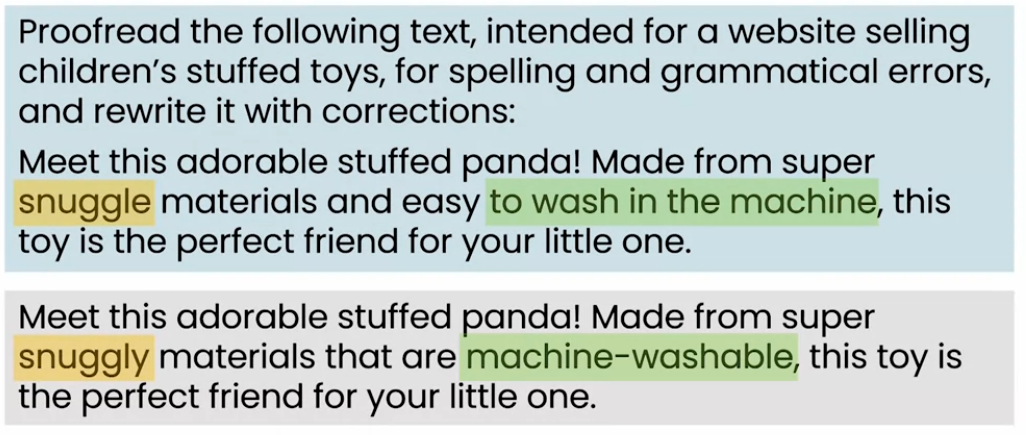 Proofread the following text, intended for a website selling
children’s stuffed toys, for spelling and grammatical errors,
and rewrite it with corrections:
Meet this adorable stuffed panda! Made from super
snuggle materials and easy to wash in the machine, this
toy is the perfect friend for your little one.
Meet this adorable stuffed panda! Made from super
snuggly materials that are machine-washable, this toy is
the perfect friend for your little one.